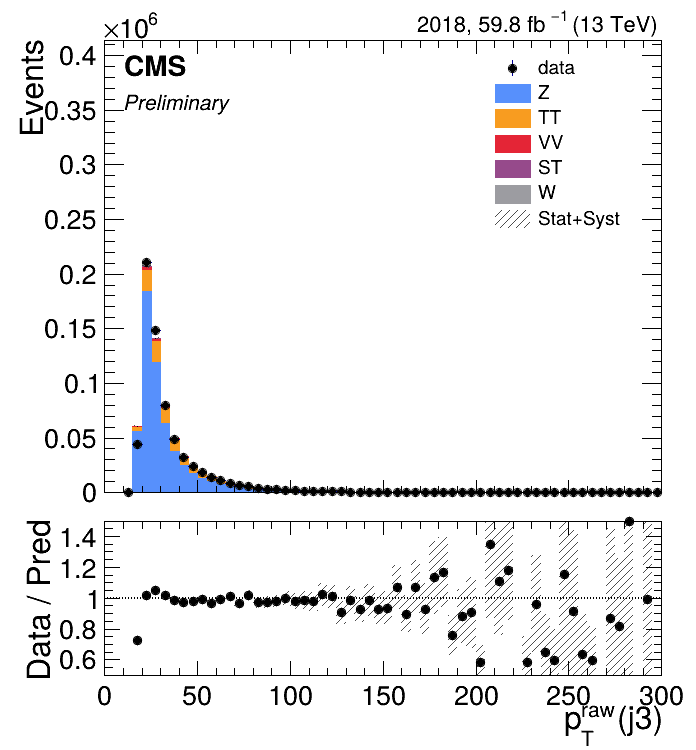 ×10⁶
2018, 59.8 fb⁻¹ (13 TeV)
Events
CMS
Preliminary
data
Z
TT
VV
ST
W
Stat+Syst
0.4
0.35
0.3
0.25
0.2
0.15
0.1
0.05
0
Data / Pred
1.4
1.2
1
0.8
0.6
0 50 100 150 200 250 300
p_T^raw(j3)